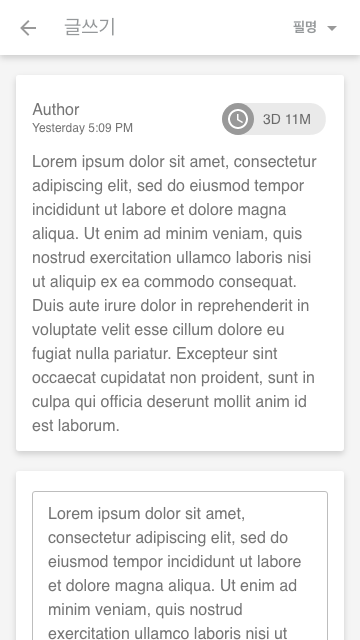 글쓰기
필명
Author
Yesterday 5:09 PM
3D 11M
Lorem ipsum dolor sit amet, consectetur
adipiscing elit, sed do eiusmod tempor
incididunt ut labore et dolore magna
aliqua. Ut enim ad minim veniam, quis
nostrud exercitation ullamco laboris nisi
ut aliquip ex ea commodo consequat.
Duis aute irure dolor in reprehenderit in
voluptate velit esse cillum dolore eu
fugiat nulla pariatur. Excepteur sint
occaecat cupidatat non proident, sunt in
culpa qui officia deserunt mollit anim id
est laborum.
Lorem ipsum dolor sit amet,
consectetur adipiscing elit, sed do
eiusmod tempor incididunt ut labore
et dolore magna aliqua. Ut enim ad
minim veniam, quis nostrud
exercitation ullamco laboris nisi ut